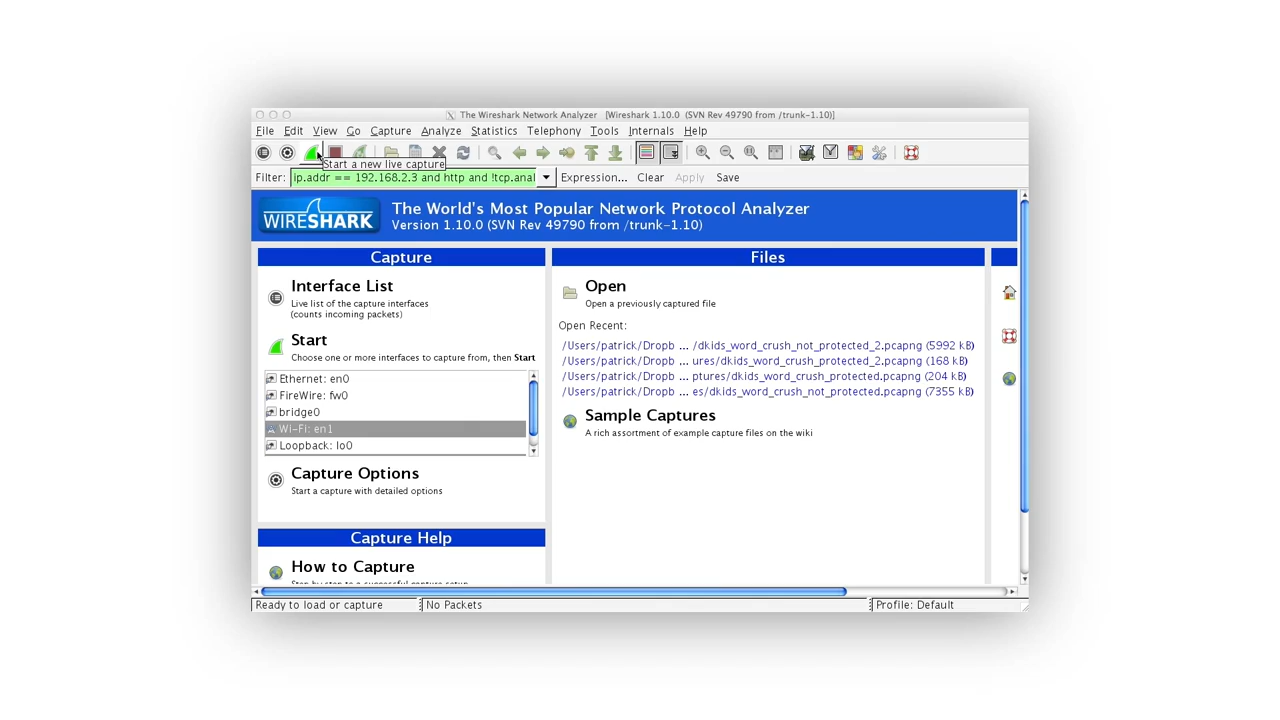 The Wireshark Network Analyzer [Wireshark 1.10.0 (SVN Rev 49790 from /trunk-1.10)]
File Edit View Go Capture Analyze Statistics Telephony Tools Internals Help
Start a new live capture
Filter: ip.addr == 192.168.2.3 and http and !tcp.anal Expression... Clear Apply Save
WIRESHARK
The World's Most Popular Network Protocol Analyzer
Version 1.10.0 (SVN Rev 49790 from /trunk-1.10)
Capture
Interface List
Live list of the capture interfaces
(counts incoming packets)
Start
Choose one or more interfaces to capture from, then Start
Ethernet: en0
FireWire: fw0
bridge0
Wi-Fi: en1
Loopback: lo0
Capture Options
Start a capture with detailed options
Capture Help
How to Capture
Files
Open
Open a previously captured file
Open Recent:
/Users/patrick/Dropb ... /dkids_word_crush_not_protected_2.pcapng (5992 kB)
/Users/patrick/Dropb ... ures/dkids_word_crush_protected_2.pcapng (168 kB)
/Users/patrick/Dropb ... ptures/dkids_word_crush_protected.pcapng (204 kB)
/Users/patrick/Dropb ... es/dkids_word_crush_not_protected.pcapng (7355 kB)
Sample Captures
A rich assortment of example capture files on the wiki
Ready to load or capture
No Packets
Profile: Default